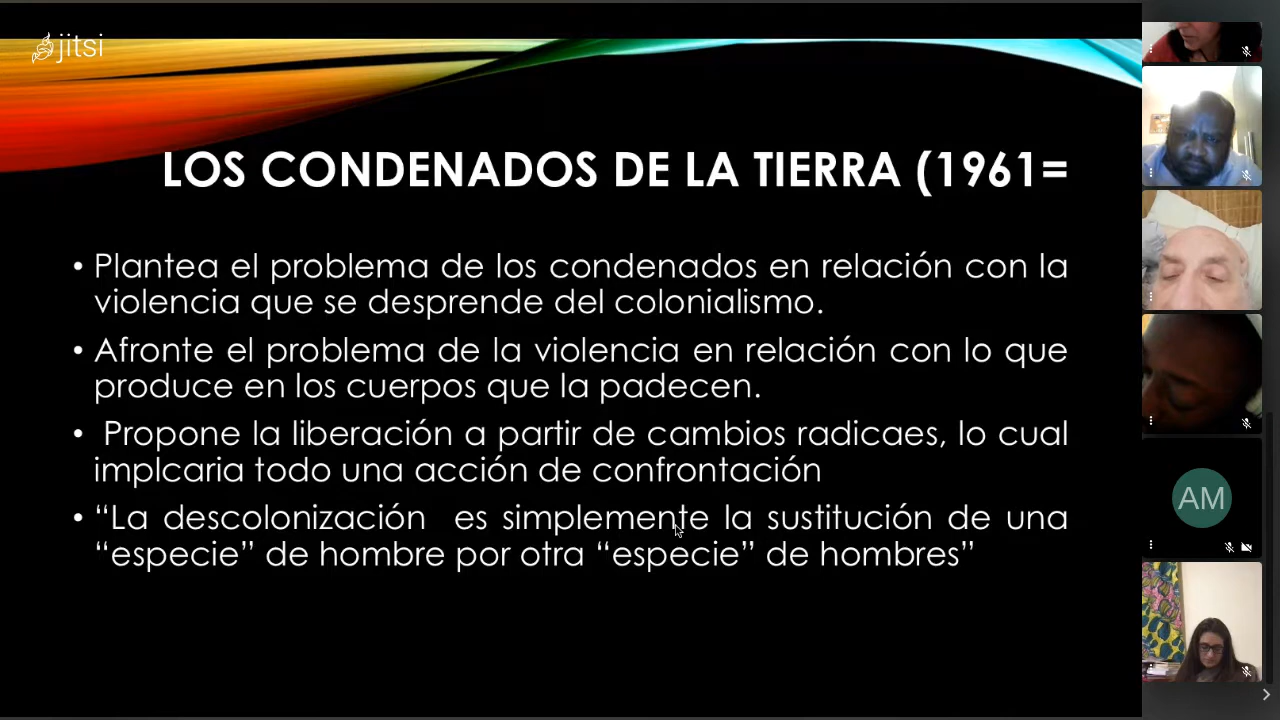 jitsi
LOS CONDENADOS DE LA TIERRA (1961=
• Plantea el problema de los condenados en relación con la
violencia que se desprende del colonialismo.
• Afronte el problema de la violencia en relación con lo que
produce en los cuerpos que la padecen.
• Propone la liberación a partir de cambios radicaes, lo cual
implcaria todo una acción de confrontación
• “La descolonización es simplemente la sustitución de una
“especie” de hombre por otra “especie” de hombres”
AM